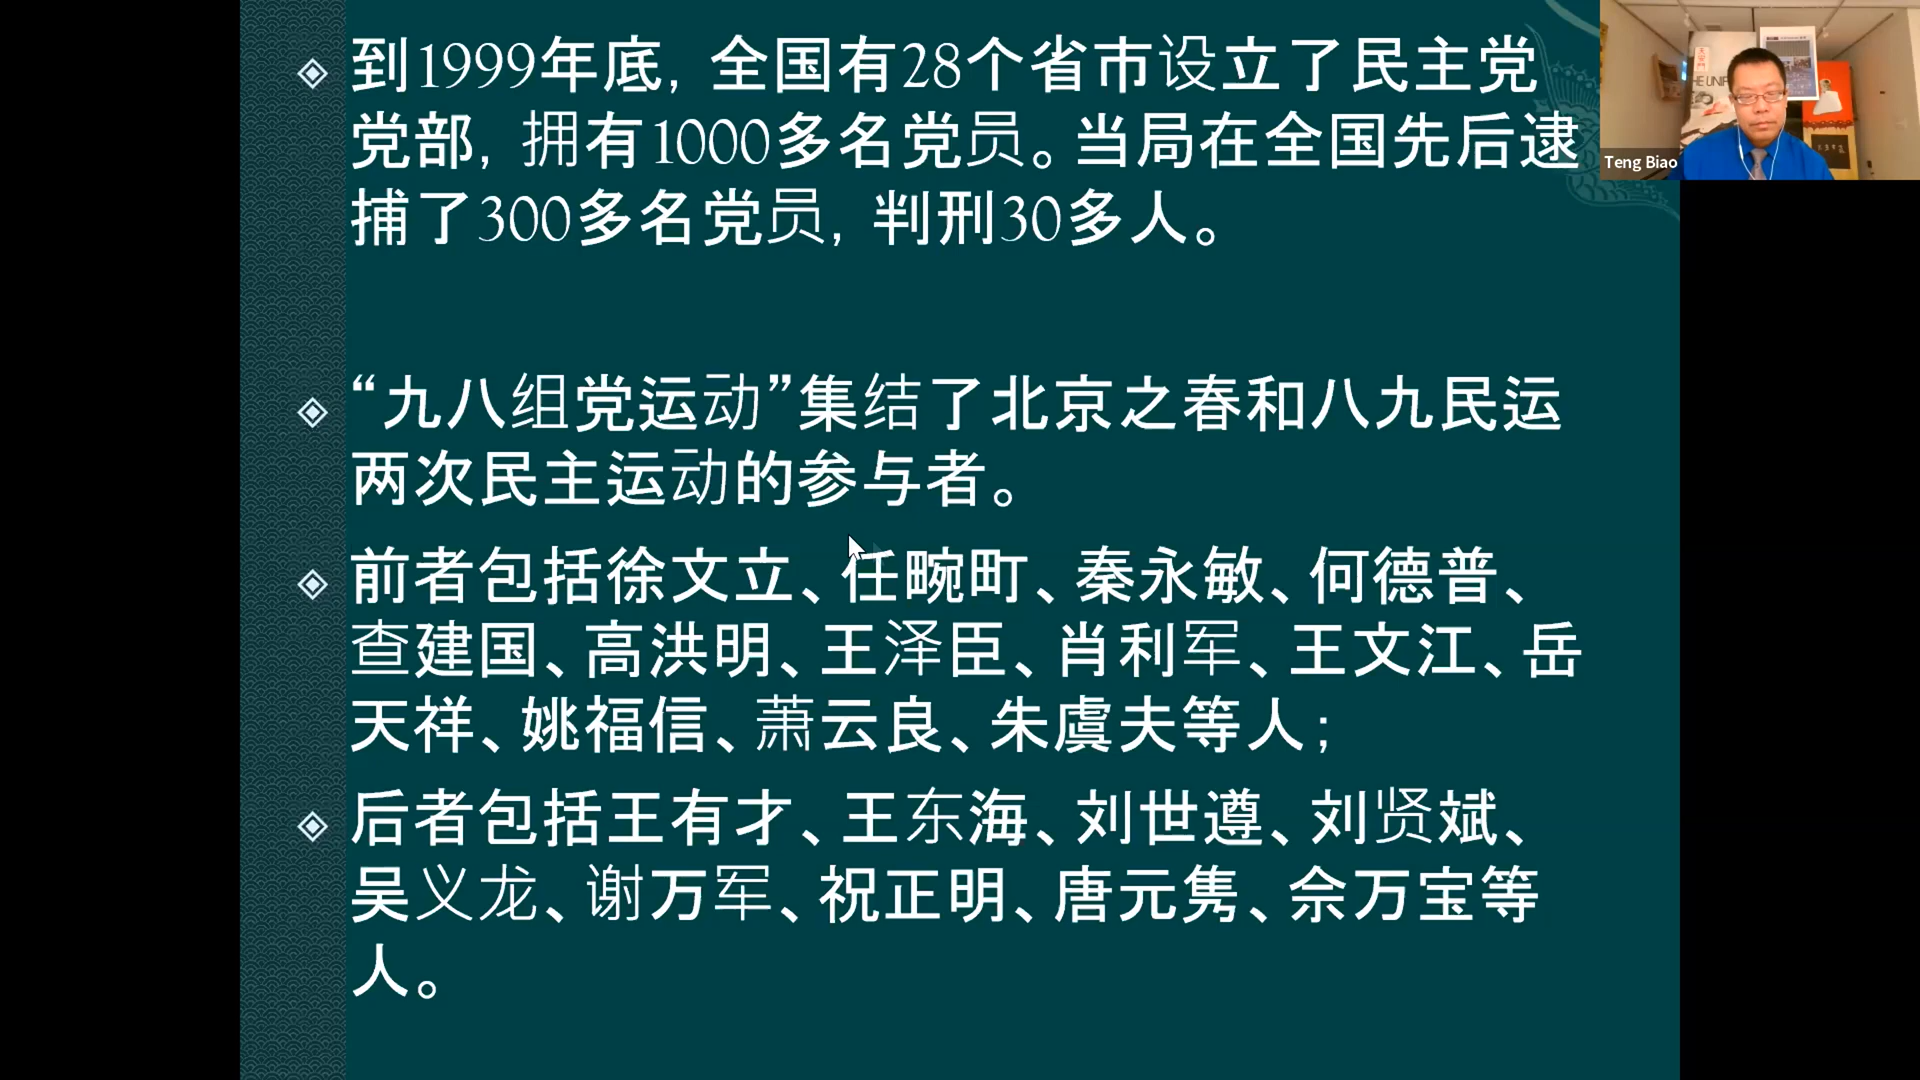 到1999年底，全国有28个省市设立了民主党
党部，拥有1000多名党员。当局在全国先后逮
捕了300多名党员，判刑30多人。
“九八组党运动”集结了北京之春和八九民运
两次民主运动的参与者。
前者包括徐文立、任畹町、秦永敏、何德普、
查建国、高洪明、王泽臣、肖利军、王文江、岳
天祥、姚福信、萧云良、朱虞夫等人；
后者包括王有才、王东海、刘世遵、刘贤斌、
吴义龙、谢万军、祝正明、唐元隽、佘万宝等
人。
Teng Biao